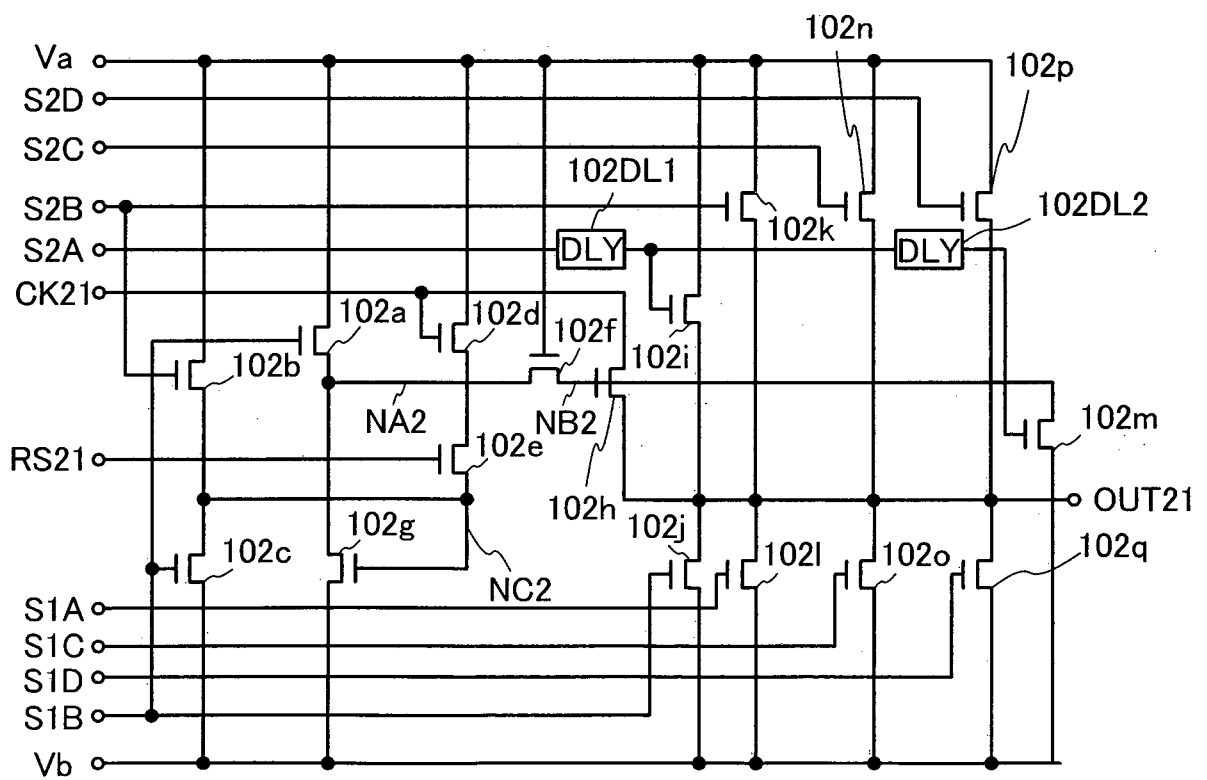 102n
Va
102p
S2D
S2C
102DL1
S2B
102DL2
102k
S2A
DLY
DLY
CK21
102a
102d
102f
102i
102b
NA2
NB2
102m
RS21
102e
102h
OUT21
102j
102g
102c
102l
102o
102q
NC2
S1A
S1C
S1D
S1B
Vb